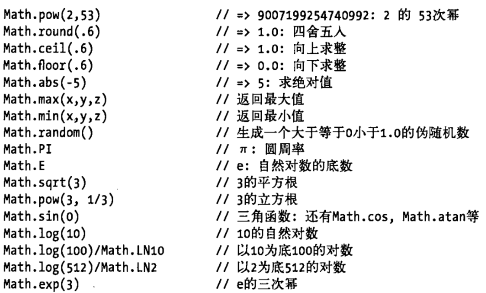 Math.pow(2,53) // => 9007199254740992: 2 的 53次幂
Math.round(.6) // => 1.0: 四舍五入
Math.ceil(.6) // => 1.0: 向上求整
Math.floor(.6) // => 0.0: 向下求整
Math.abs(-5) // => 5: 求绝对值
Math.max(x,y,z) // 返回最大值
Math.min(x,y,z) // 返回最小值
Math.random() // 生成一个大于等于0小于1.0的伪随机数
Math.PI // π: 圆周率
Math.E // e: 自然对数的底数
Math.sqrt(3) // 3的平方根
Math.pow(3, 1/3) // 3的立方根
Math.sin(0) // 三角函数: 还有Math.cos, Math.atan等
Math.log(10) // 10的自然对数
Math.log(100)/Math.LN10 // 以10为底100的对数
Math.log(512)/Math.LN2 // 以2为底512的对数
Math.exp(3) // e的三次幂